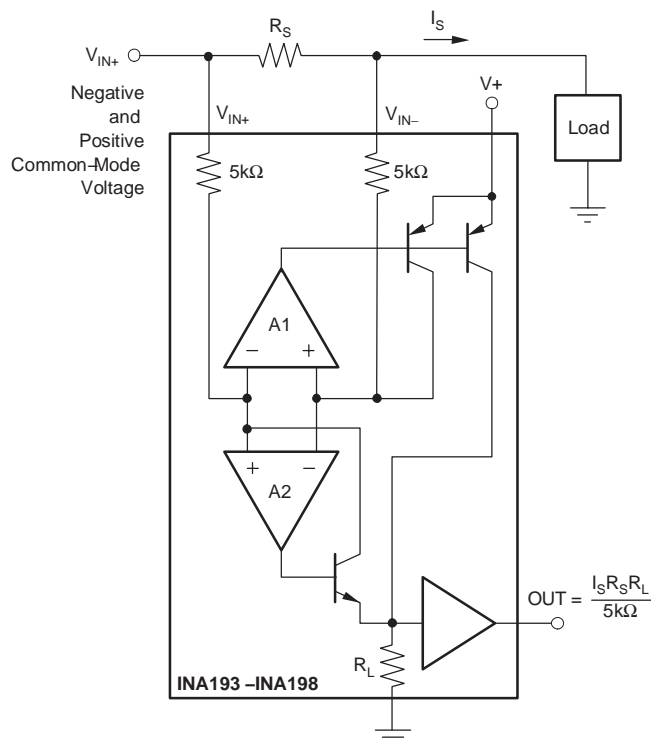 R_S
I_S
V_IN+
V+
Negative
and
Positive
Common-Mode
Voltage
V_IN+
V_IN−
Load
5kΩ
5kΩ
A1
− +
+ −
A2
OUT = I_S R_S R_L / 5kΩ
R_L
INA193 –INA198